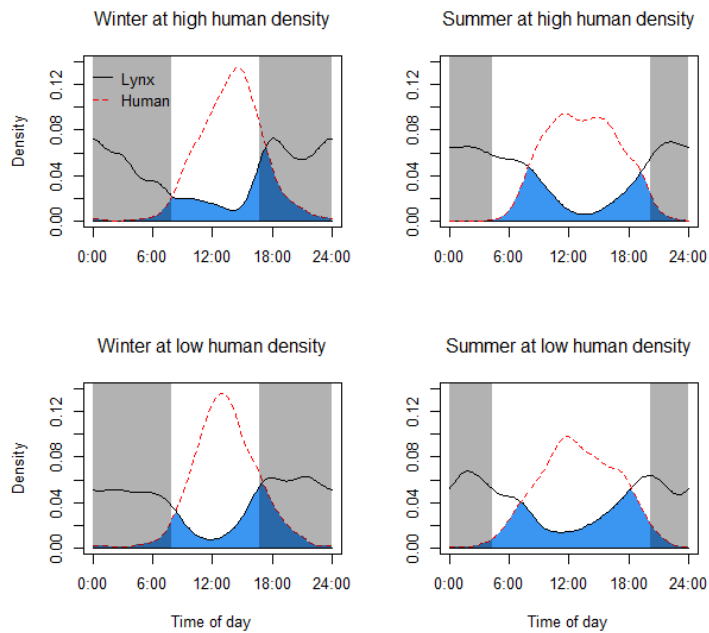 Winter at high human density
Summer at high human density
Lynx
Human
Density
0.00 0.04 0.08 0.12
0:00 6:00 12:00 18:00 24:00
0.00 0.04 0.08 0.12
0:00 6:00 12:00 18:00 24:00
Winter at low human density
Summer at low human density
Density
0.00 0.04 0.08 0.12
0:00 6:00 12:00 18:00 24:00
0.00 0.04 0.08 0.12
0:00 6:00 12:00 18:00 24:00
Time of day
Time of day